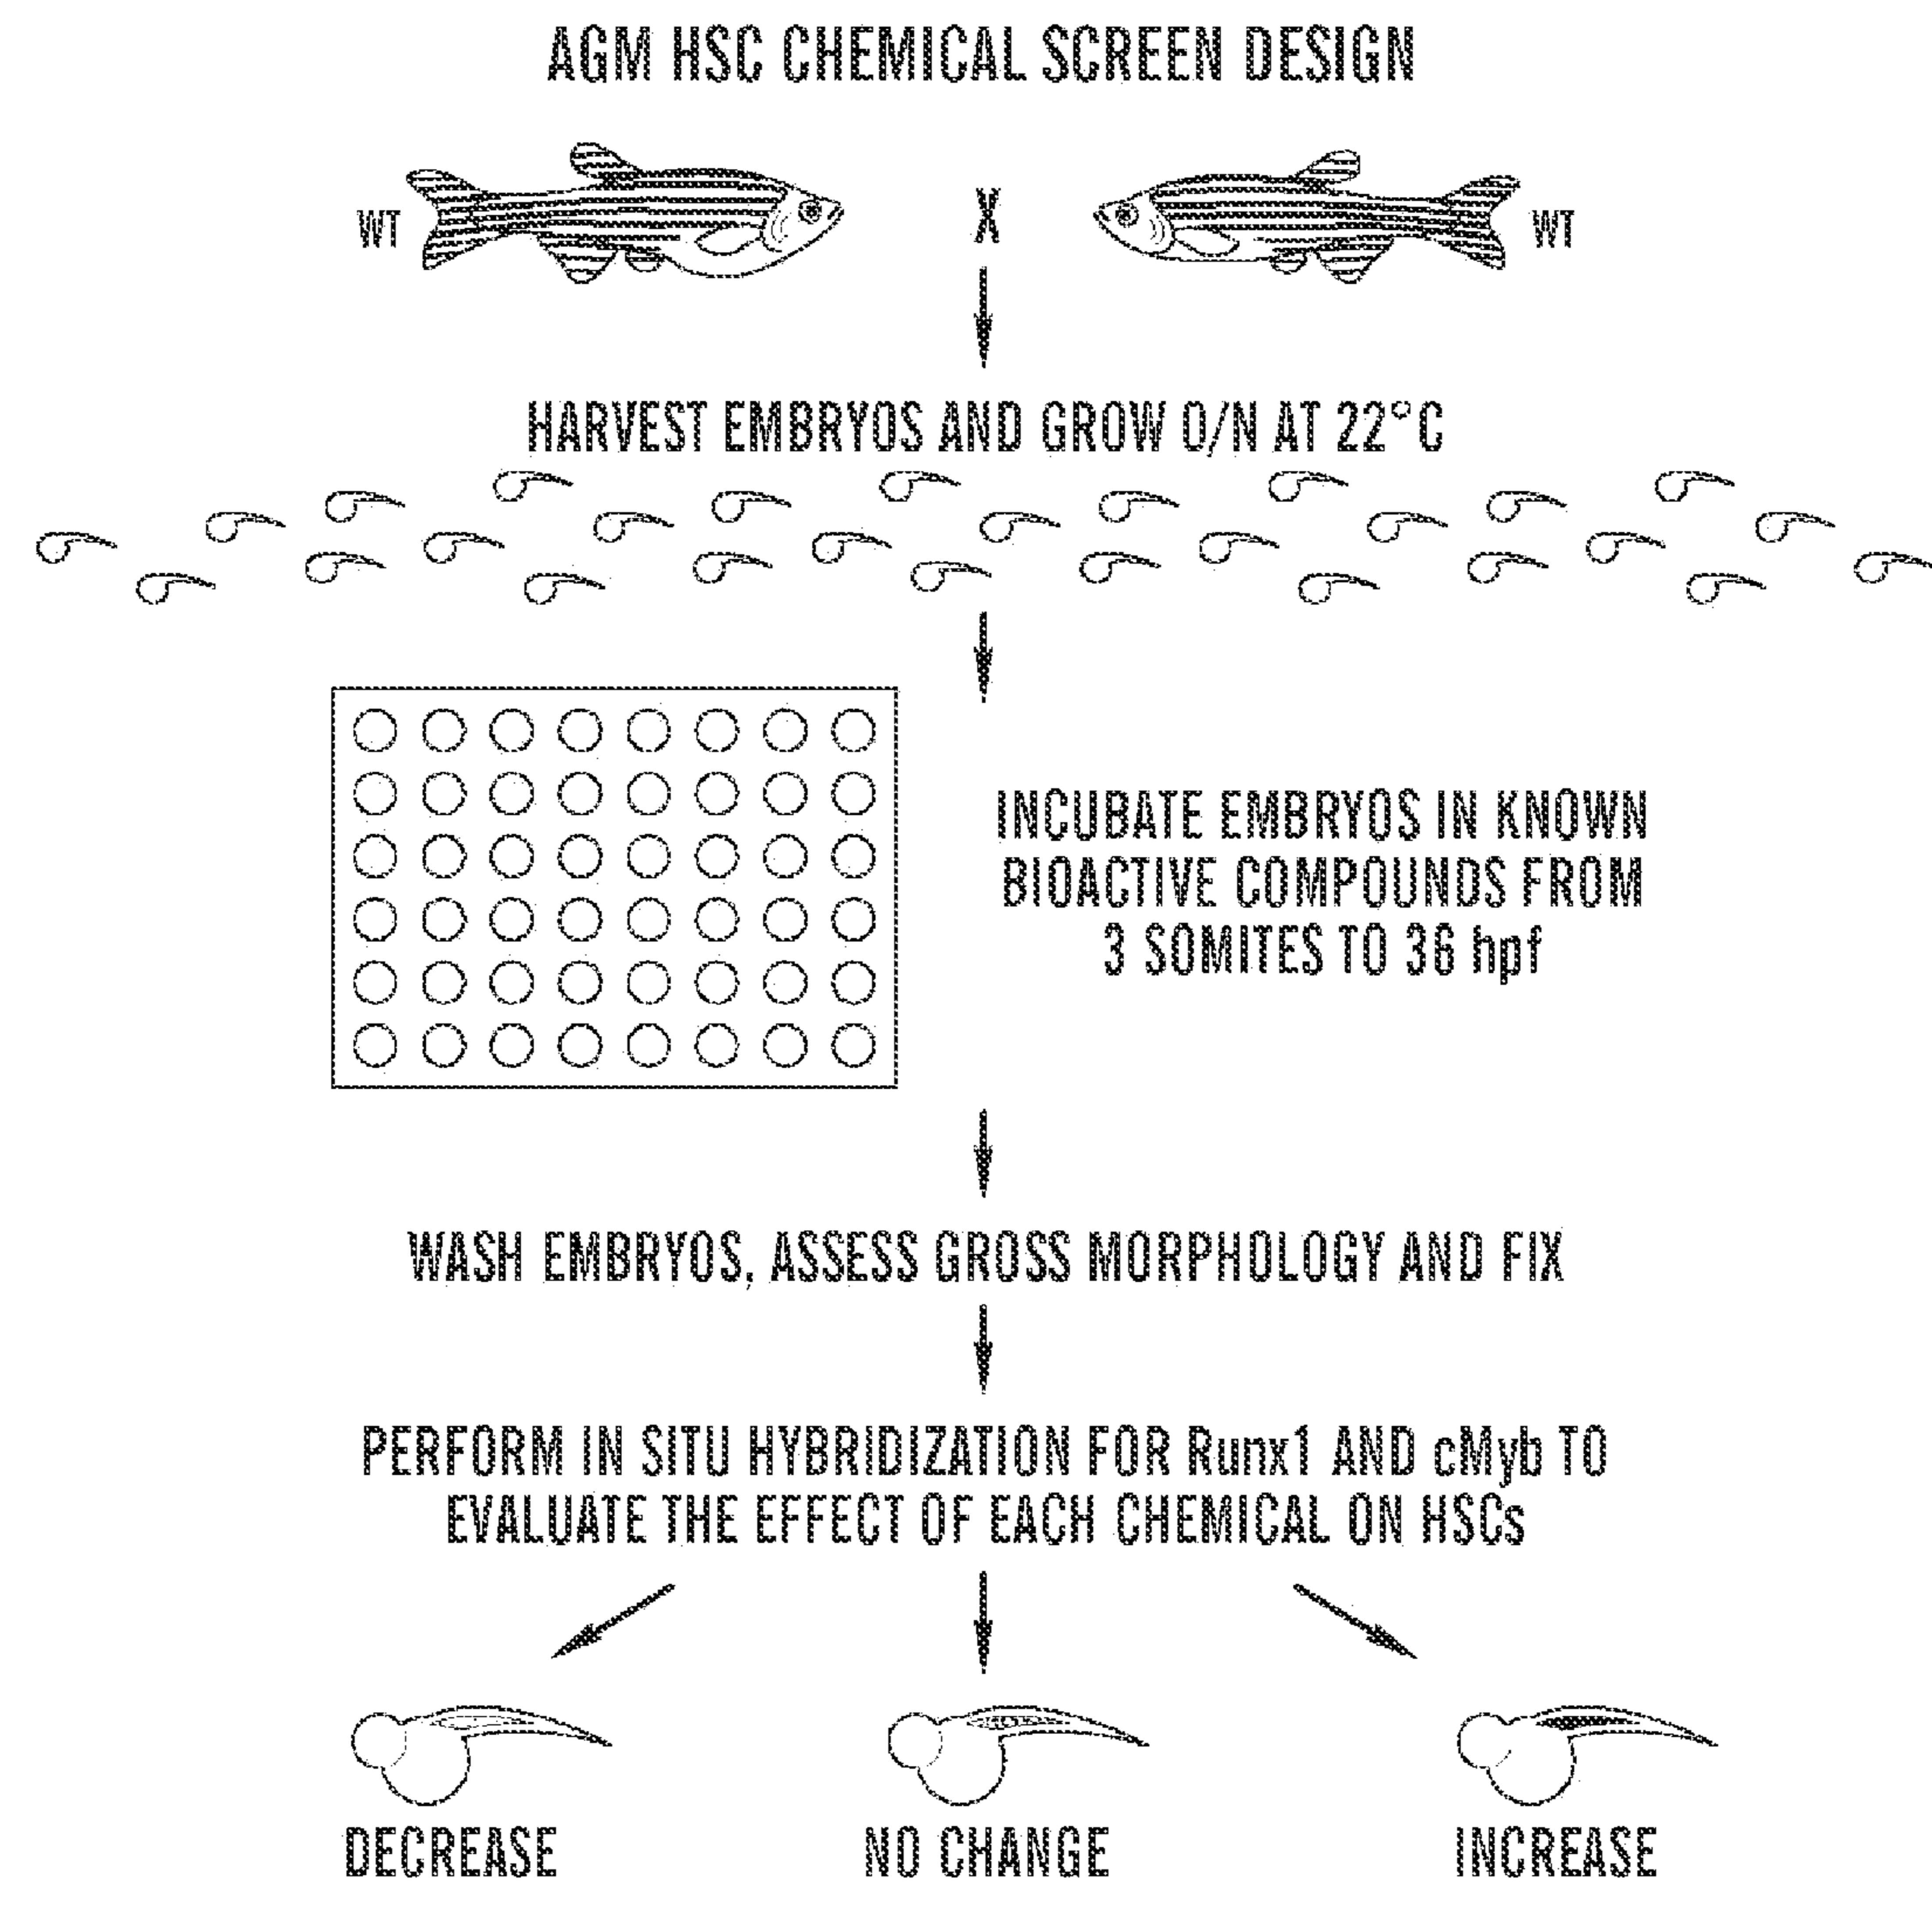 AGM HSC CHEMICAL SCREEN DESIGN
WT X WT
HARVEST EMBRYOS AND GROW O/N AT 22°C
INCUBATE EMBRYOS IN KNOWN
BIOACTIVE COMPOUNDS FROM
3 SOMITES TO 36 hpf
WASH EMBRYOS, ASSESS GROSS MORPHOLOGY AND FIX
PERFORM IN SITU HYBRIDIZATION FOR Runx1 AND cMyb TO
EVALUATE THE EFFECT OF EACH CHEMICAL ON HSCs
DECREASE NO CHANGE INCREASE